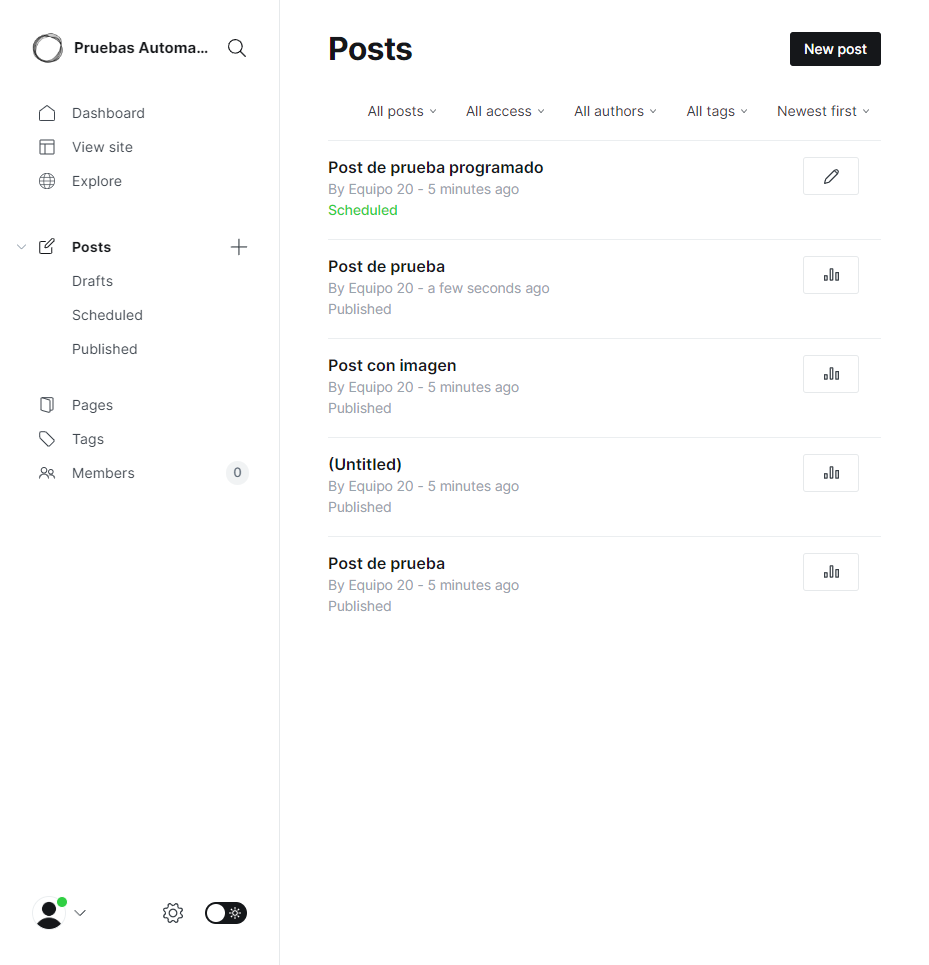 Pruebas Automa...
Dashboard
View site
Explore
Posts
Drafts
Scheduled
Published
Pages
Tags
Members 0
Posts
New post
All posts All access All authors All tags Newest first
Post de prueba programado
By Equipo 20 - 5 minutes ago
Scheduled
Post de prueba
By Equipo 20 - a few seconds ago
Published
Post con imagen
By Equipo 20 - 5 minutes ago
Published
(Untitled)
By Equipo 20 - 5 minutes ago
Published
Post de prueba
By Equipo 20 - 5 minutes ago
Published